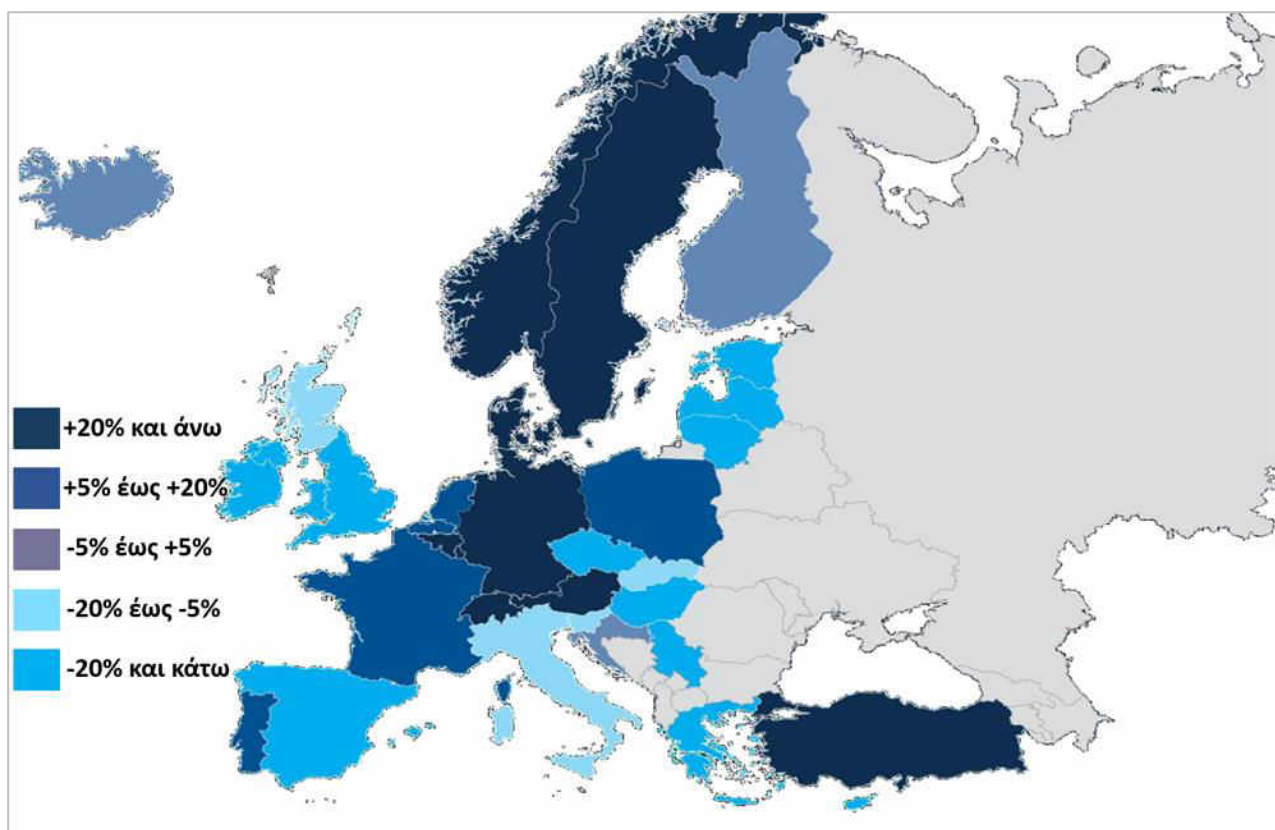 +20% και άνω
+5% έως +20%
-5% έως +5%
-20% έως -5%
-20% και κάτω